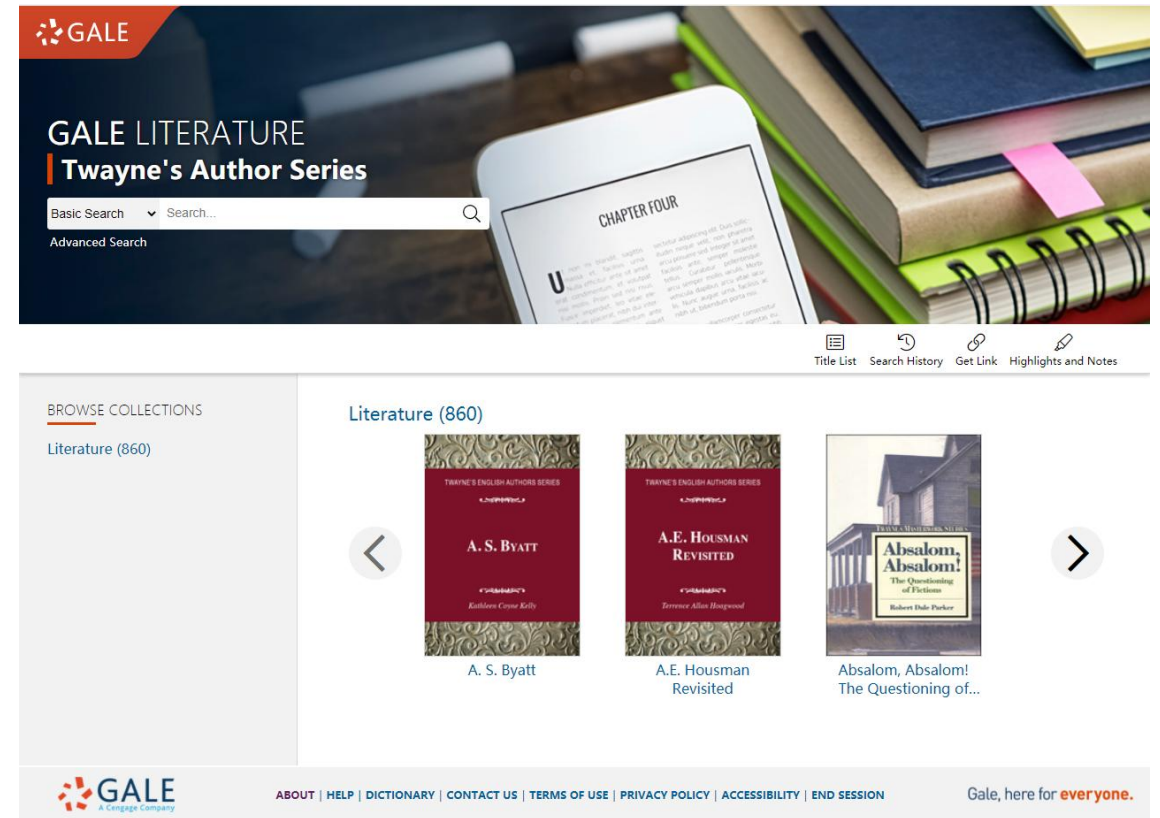 GALE
GALE LITERATURE
Twayne's Author Series
Basic Search Search...
Advanced Search
CHAPTER FOUR
Title List Search History Get Link Highlights and Notes
BROWSE COLLECTIONS
Literature (860)
Literature (860)
TWAYNE'S ENGLISH AUTHORS SERIES
A. S. BYATT
Kathleen Coyne Kelly
A. S. Byatt
TWAYNE'S ENGLISH AUTHORS SERIES
A.E. HOUSMAN
REVISITED
Terrence Allan Hoagwood
A.E. Housman
Revisited
TWAYNE'S MASTERWORK STUDIES
Absalom,
Absalom!
The Questioning
of Fictions
Robert Dale Parker
Absalom, Absalom!
The Questioning of...
GALE
A Cengage Company
ABOUT | HELP | DICTIONARY | CONTACT US | TERMS OF USE | PRIVACY POLICY | ACCESSIBILITY | END SESSION
Gale, here for everyone.